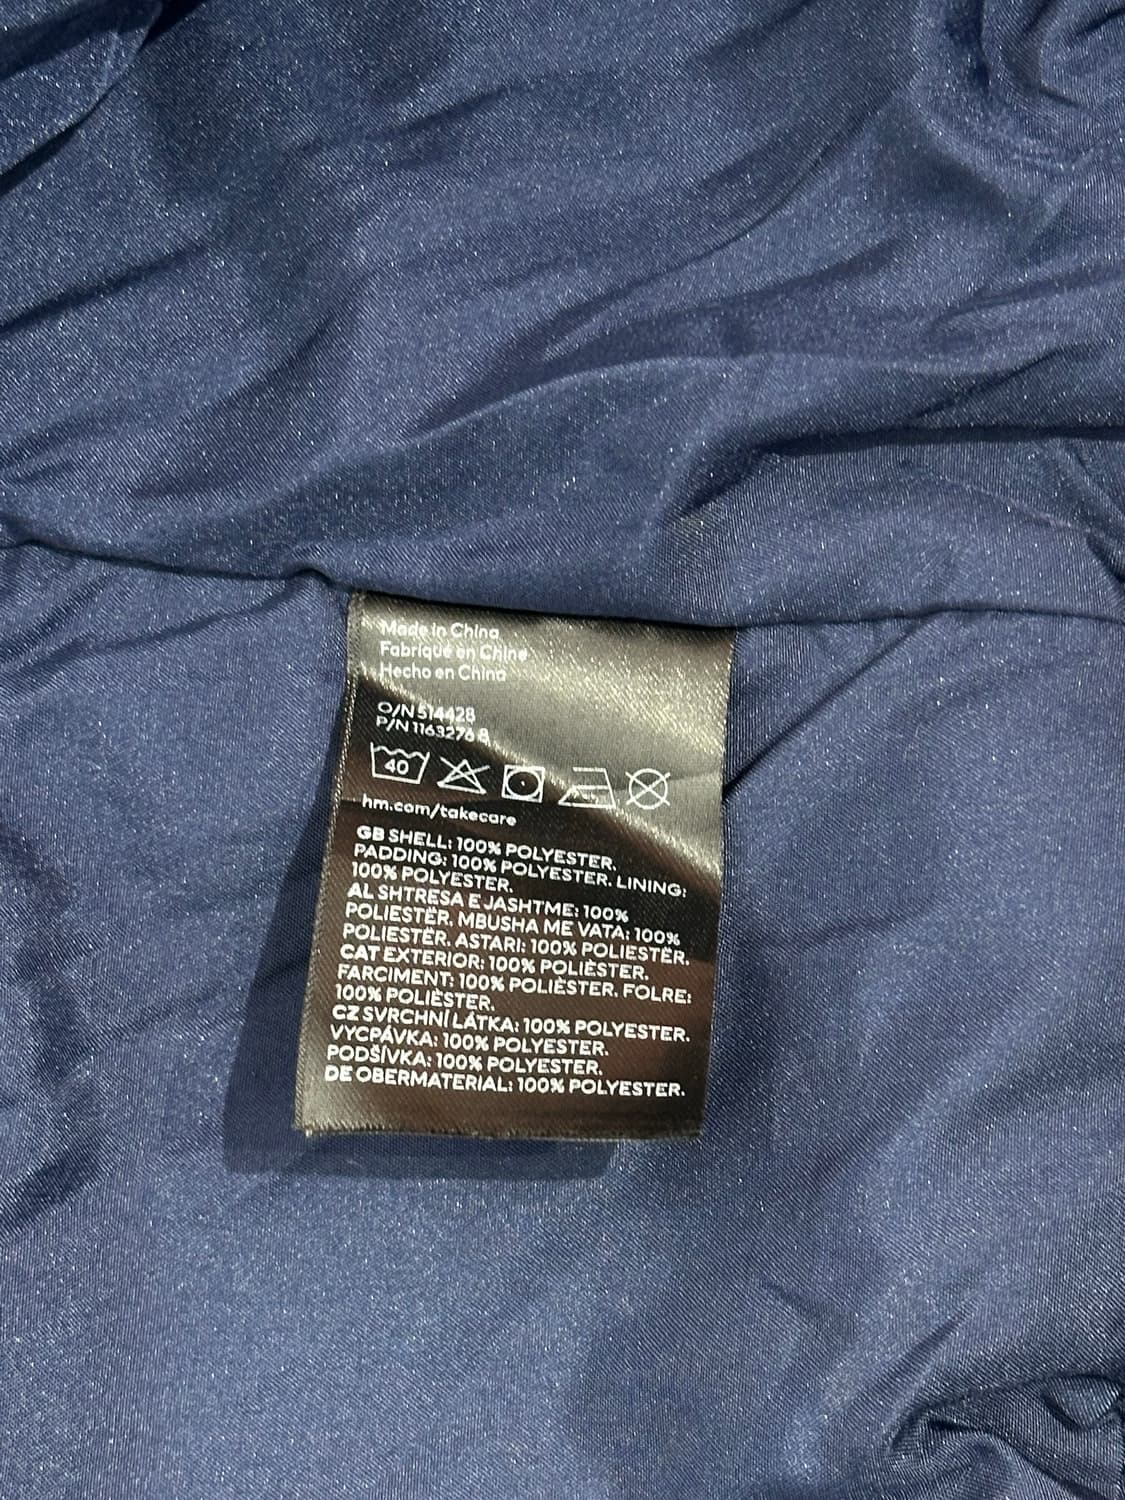 Made in China
Fabriqué en Chine
Hecho en China
O/N 514428
P/N 1163276 8
40
hm.com/takecare
GB SHELL: 100% POLYESTER.
PADDING: 100% POLYESTER. LINING:
100% POLYESTER.
AL SHTRESA E JASHTME: 100%
POLIESTËR. MBUSHA ME VATA: 100%
POLIESTËR. ASTARI: 100% POLIESTËR.
CAT EXTERIOR: 100% POLIÈSTER.
FARCIMENT: 100% POLIÈSTER. FOLRE:
100% POLIÈSTER.
CZ SVRCHNÍ LÁTKA: 100% POLYESTER.
VYCPÁVKA: 100% POLYESTER.
PODŠÍVKA: 100% POLYESTER.
DE OBERMATERIAL: 100% POLYESTER.